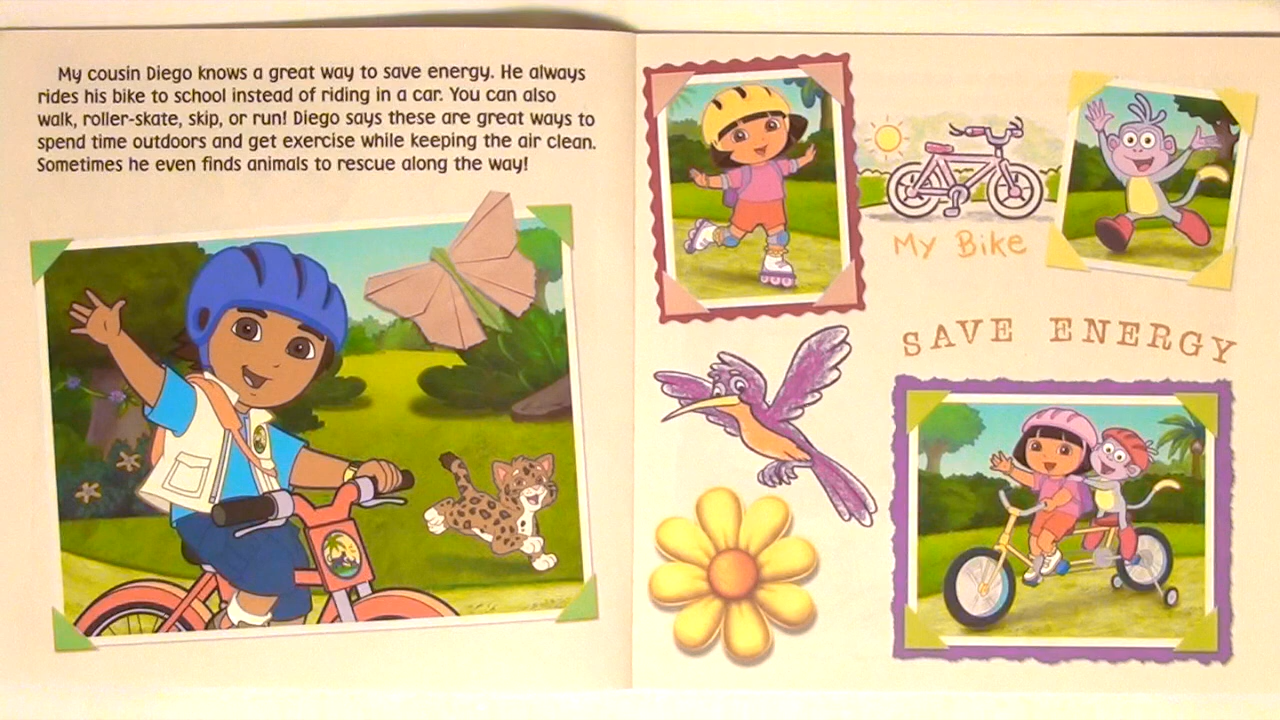 My cousin Diego knows a great way to save energy. He always
rides his bike to school instead of riding in a car. You can also
walk, roller-skate, skip, or run! Diego says these are great ways to
spend time outdoors and get exercise while keeping the air clean.
Sometimes he even finds animals to rescue along the way!
My Bike
SAVE ENERGY